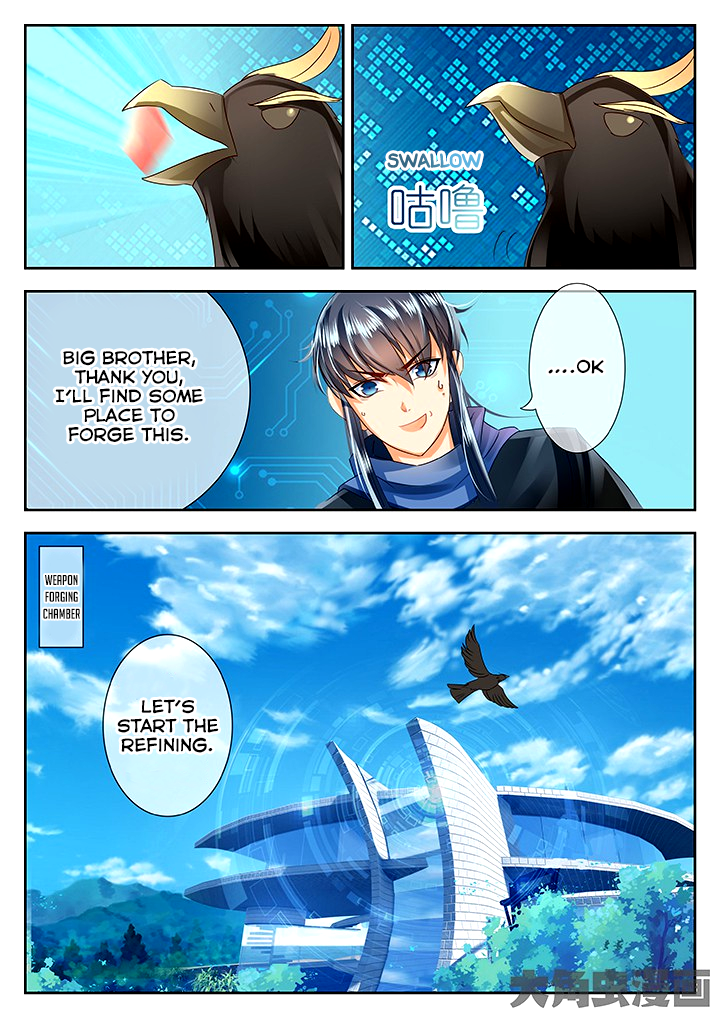 SWALLOW
咕噜
BIG BROTHER,
THANK YOU,
I'LL FIND SOME
PLACE TO
FORGE THIS.
....OK
WEAPON
FORGING
CHAMBER
LET'S
START THE
REFINING.
大角虫漫画